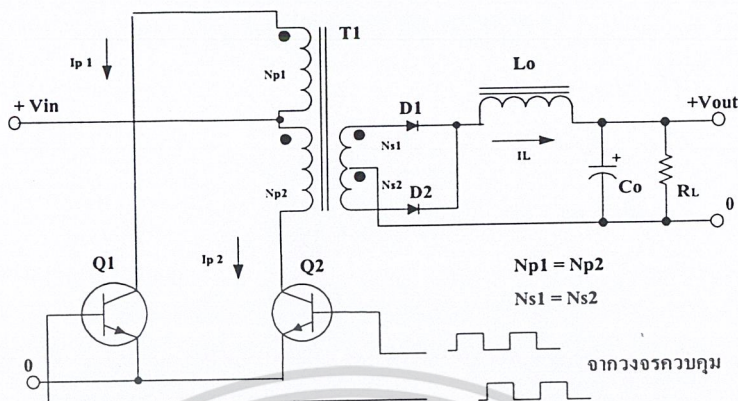 T1
Ip 1
Np1
Lo
+ Vin
D1
+Vout
Ns1
IL
+
Np2
Ns2
D2
Co
RL
0
Q1
Ip 2
Q2
Np1 = Np2
Ns1 = Ns2
0
จากวงจรควบคุม